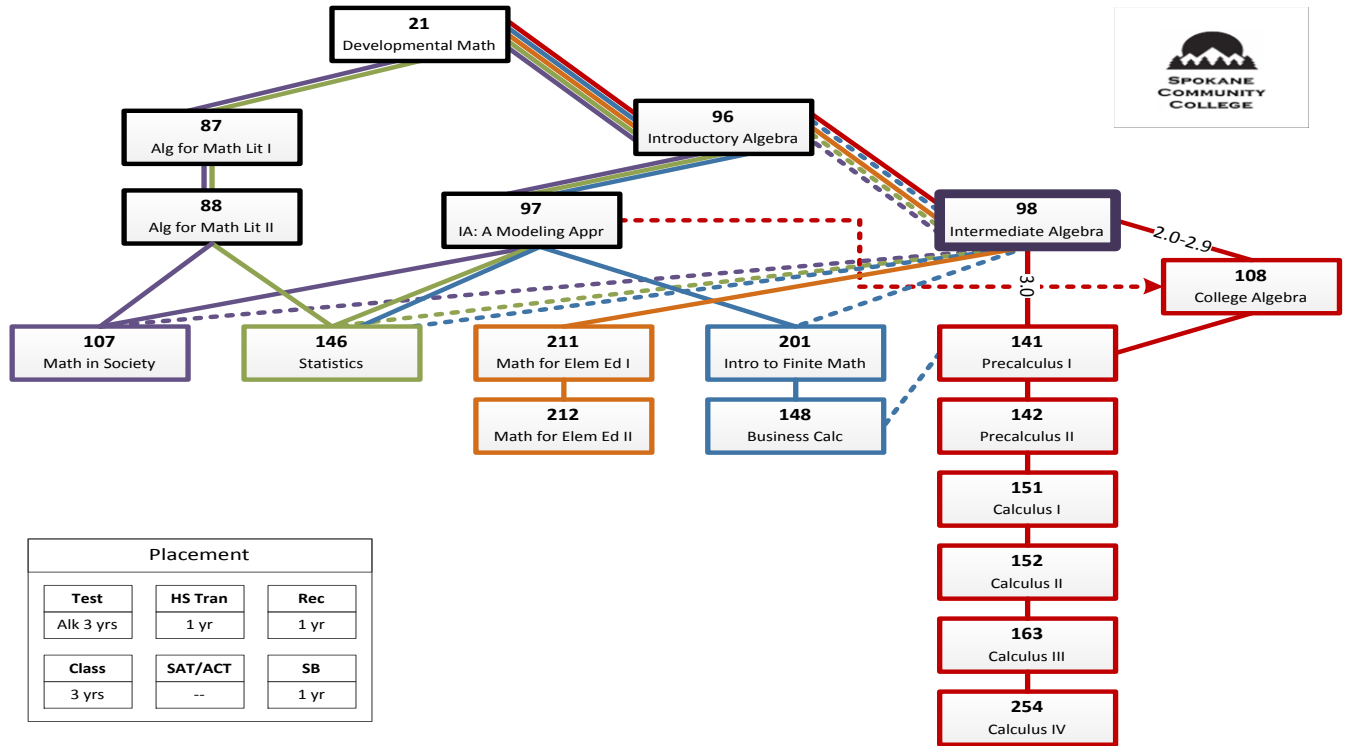 21
Developmental Math
SPOKANE
COMMUNITY
COLLEGE
96
Introductory Algebra
87
Alg for Math Lit I
88
Alg for Math Lit II
97
IA: A Modeling Appr
98
Intermediate Algebra
2.0-2.9
3.0
108
College Algebra
107
Math in Society
146
Statistics
211
Math for Elem Ed I
201
Intro to Finite Math
141
Precalculus I
212
Math for Elem Ed II
148
Business Calc
142
Precalculus II
151
Calculus I
152
Calculus II
163
Calculus III
254
Calculus IV
Placement
Test
Alk 3 yrs
HS Tran
1 yr
Rec
1 yr
Class
3 yrs
SAT/ACT
--
SB
1 yr